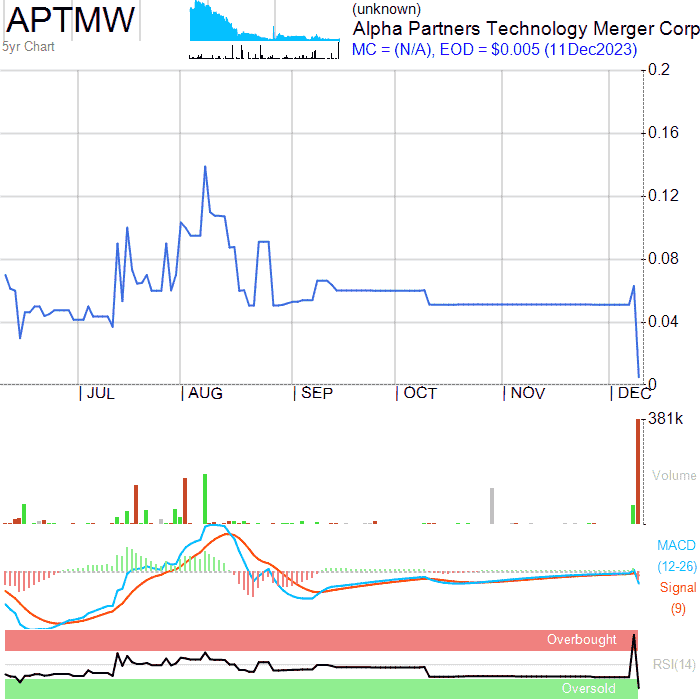 APTMW
5yr Chart
(unknown)
Alpha Partners Technology Merger Corp
MC = (N/A), EOD = $0.005 (11Dec2023)
0.2
0.16
0.12
0.08
0.04
0
JUL AUG SEP OCT NOV DEC
381k
Volume
MACD
(12-26)
Signal
(9)
Overbought
RSI(14)
Oversold